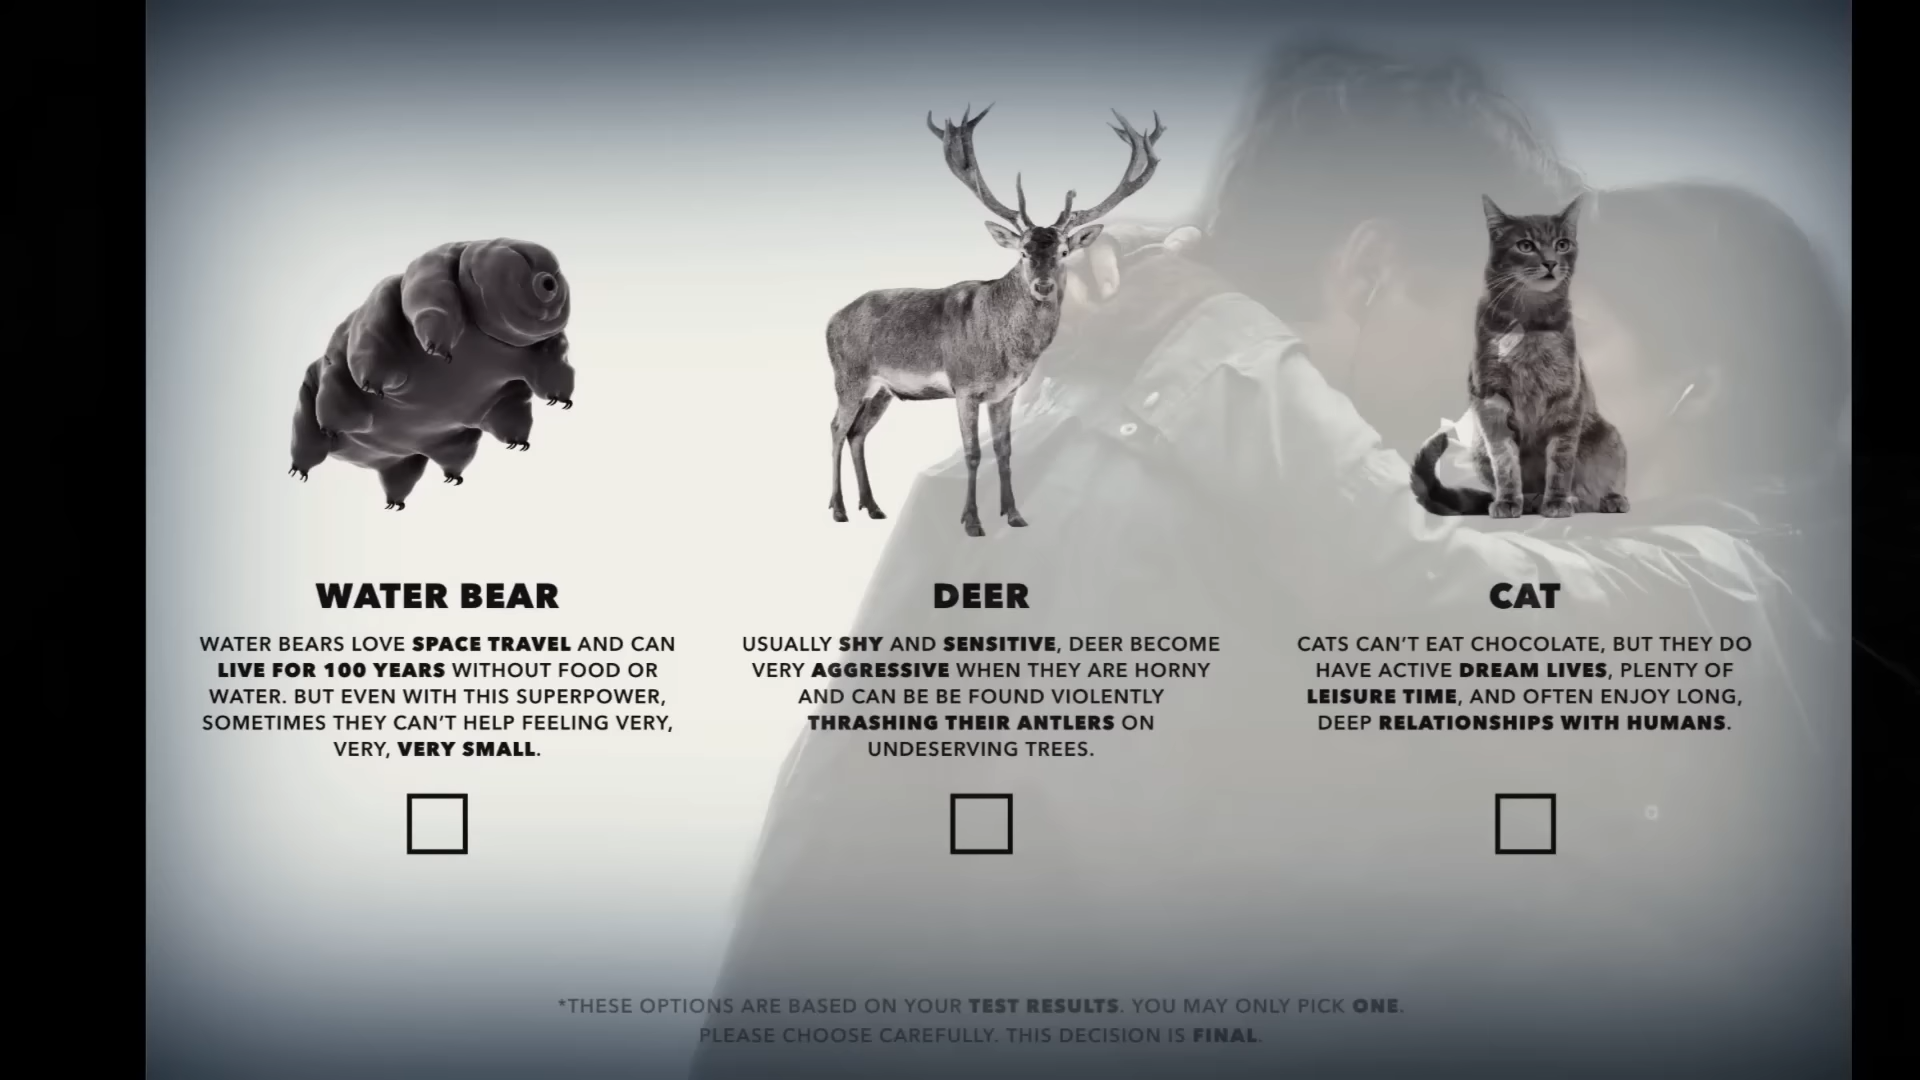 WATER BEAR
WATER BEARS LOVE SPACE TRAVEL AND CAN
LIVE FOR 100 YEARS WITHOUT FOOD OR
WATER. BUT EVEN WITH THIS SUPERPOWER,
SOMETIMES THEY CAN'T HELP FEELING VERY,
VERY, VERY SMALL.
DEER
USUALLY SHY AND SENSITIVE, DEER BECOME
VERY AGGRESSIVE WHEN THEY ARE HORNY
AND CAN BE BE FOUND VIOLENTLY
THRASHING THEIR ANTLERS ON
UNDESERVING TREES.
CAT
CATS CAN'T EAT CHOCOLATE, BUT THEY DO
HAVE ACTIVE DREAM LIVES, PLENTY OF
LEISURE TIME, AND OFTEN ENJOY LONG,
DEEP RELATIONSHIPS WITH HUMANS.
*THESE OPTIONS ARE BASED ON YOUR TEST RESULTS. YOU MAY ONLY PICK ONE.
PLEASE CHOOSE CAREFULLY. THIS DECISION IS FINAL.